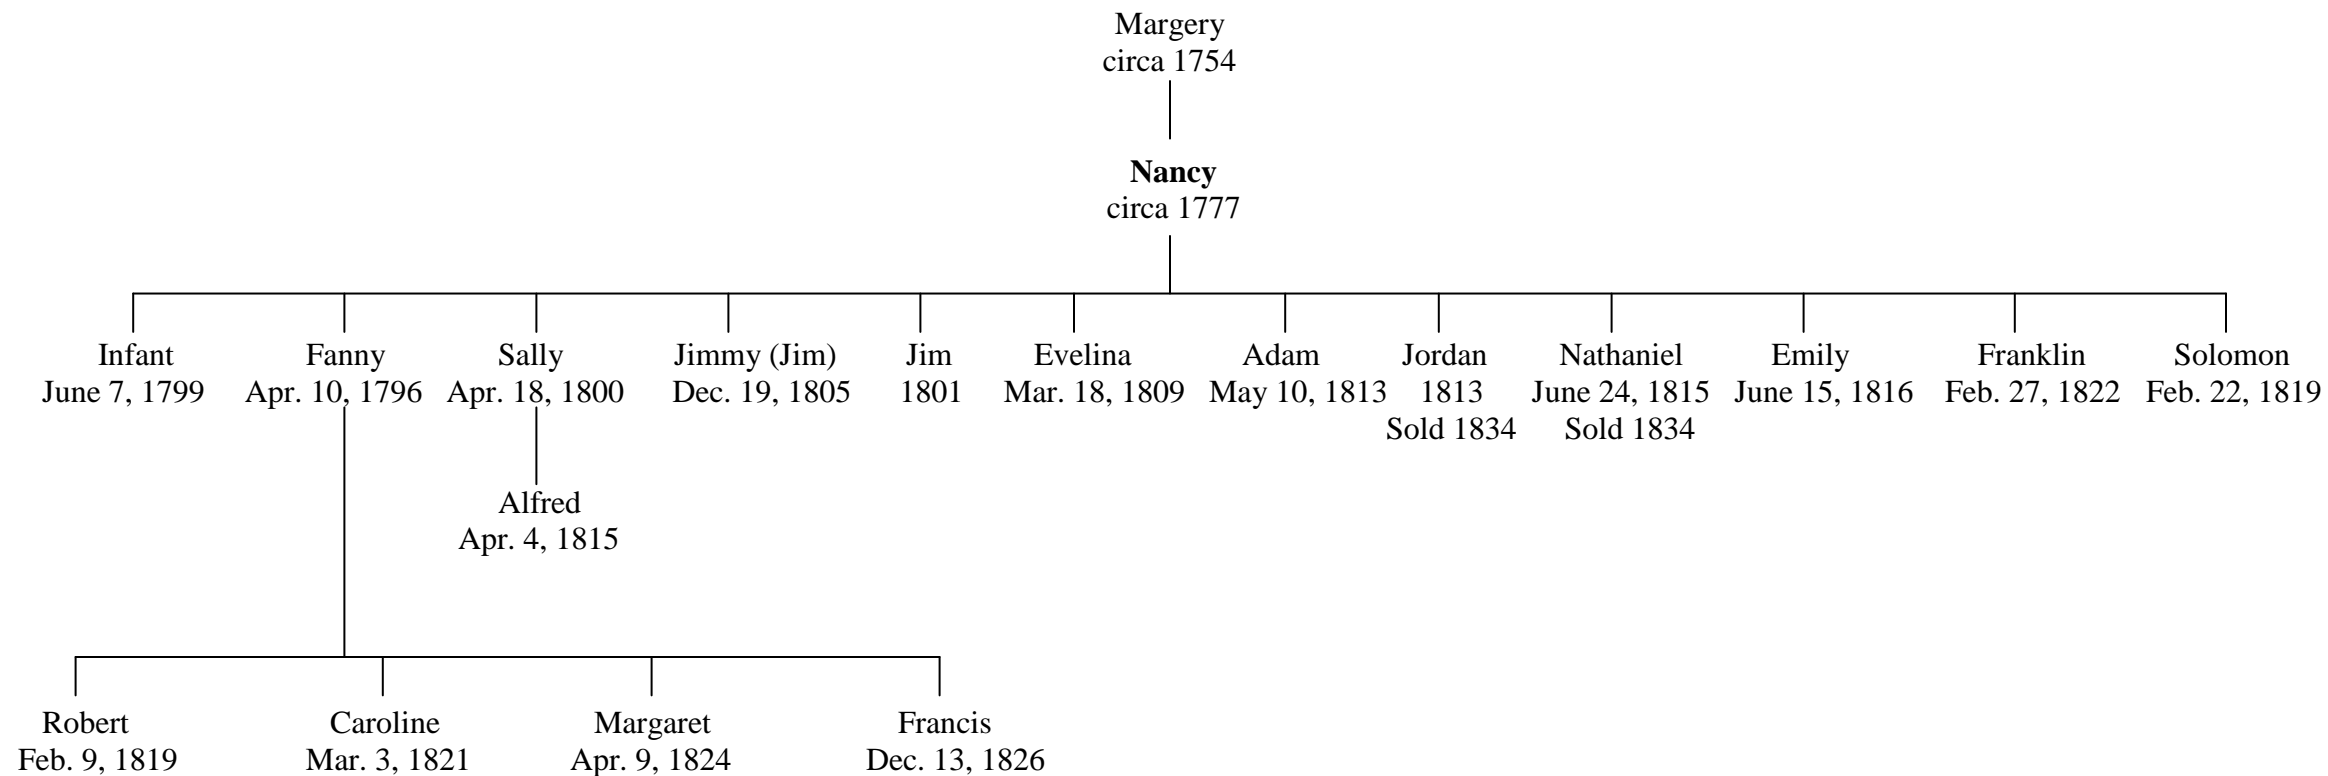 Margery
circa 1754
Nancy
circa 1777
Infant Fanny Sally Jimmy (Jim) Jim Evelina Adam Jordan Nathaniel Emily Franklin Solomon
June 7, 1799 Apr. 10, 1796 Apr. 18, 1800 Dec. 19, 1805 1801 Mar. 18, 1809 May 10, 1813 1813 June 24, 1815 June 15, 1816 Feb. 27, 1822 Feb. 22, 1819
Sold 1834 Sold 1834
Alfred
Apr. 4, 1815
Robert Caroline Margaret Francis
Feb. 9, 1819 Mar. 3, 1821 Apr. 9, 1824 Dec. 13, 1826